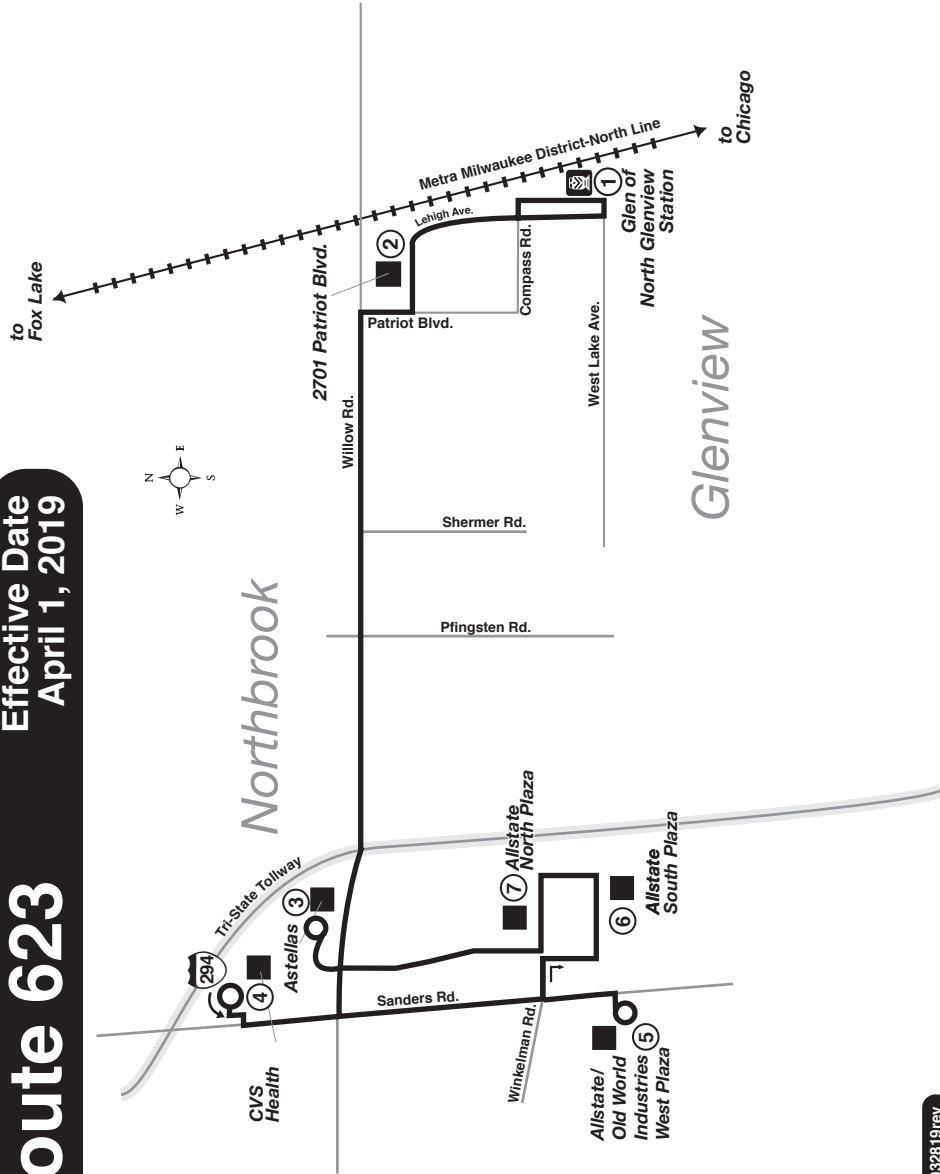 oute 623
Effective Date
April 1, 2019
to
Fox Lake
Metra Milwaukee District-North Line
to
Chicago
N
E
S
W
2701 Patriot Blvd.
2
Lehigh Ave.
Patriot Blvd.
Compass Rd.
1
Glen of
North Glenview
Station
Willow Rd.
West Lake Ave.
Shermer Rd.
Pfingsten Rd.
Northbrook
Glenview
Tri-State Tollway
294
3
Astellas
4
CVS
Health
Sanders Rd.
Winkelman Rd.
7
Allstate
North Plaza
6
Allstate
South Plaza
5
Allstate/
Old World
Industries
West Plaza
32819rev